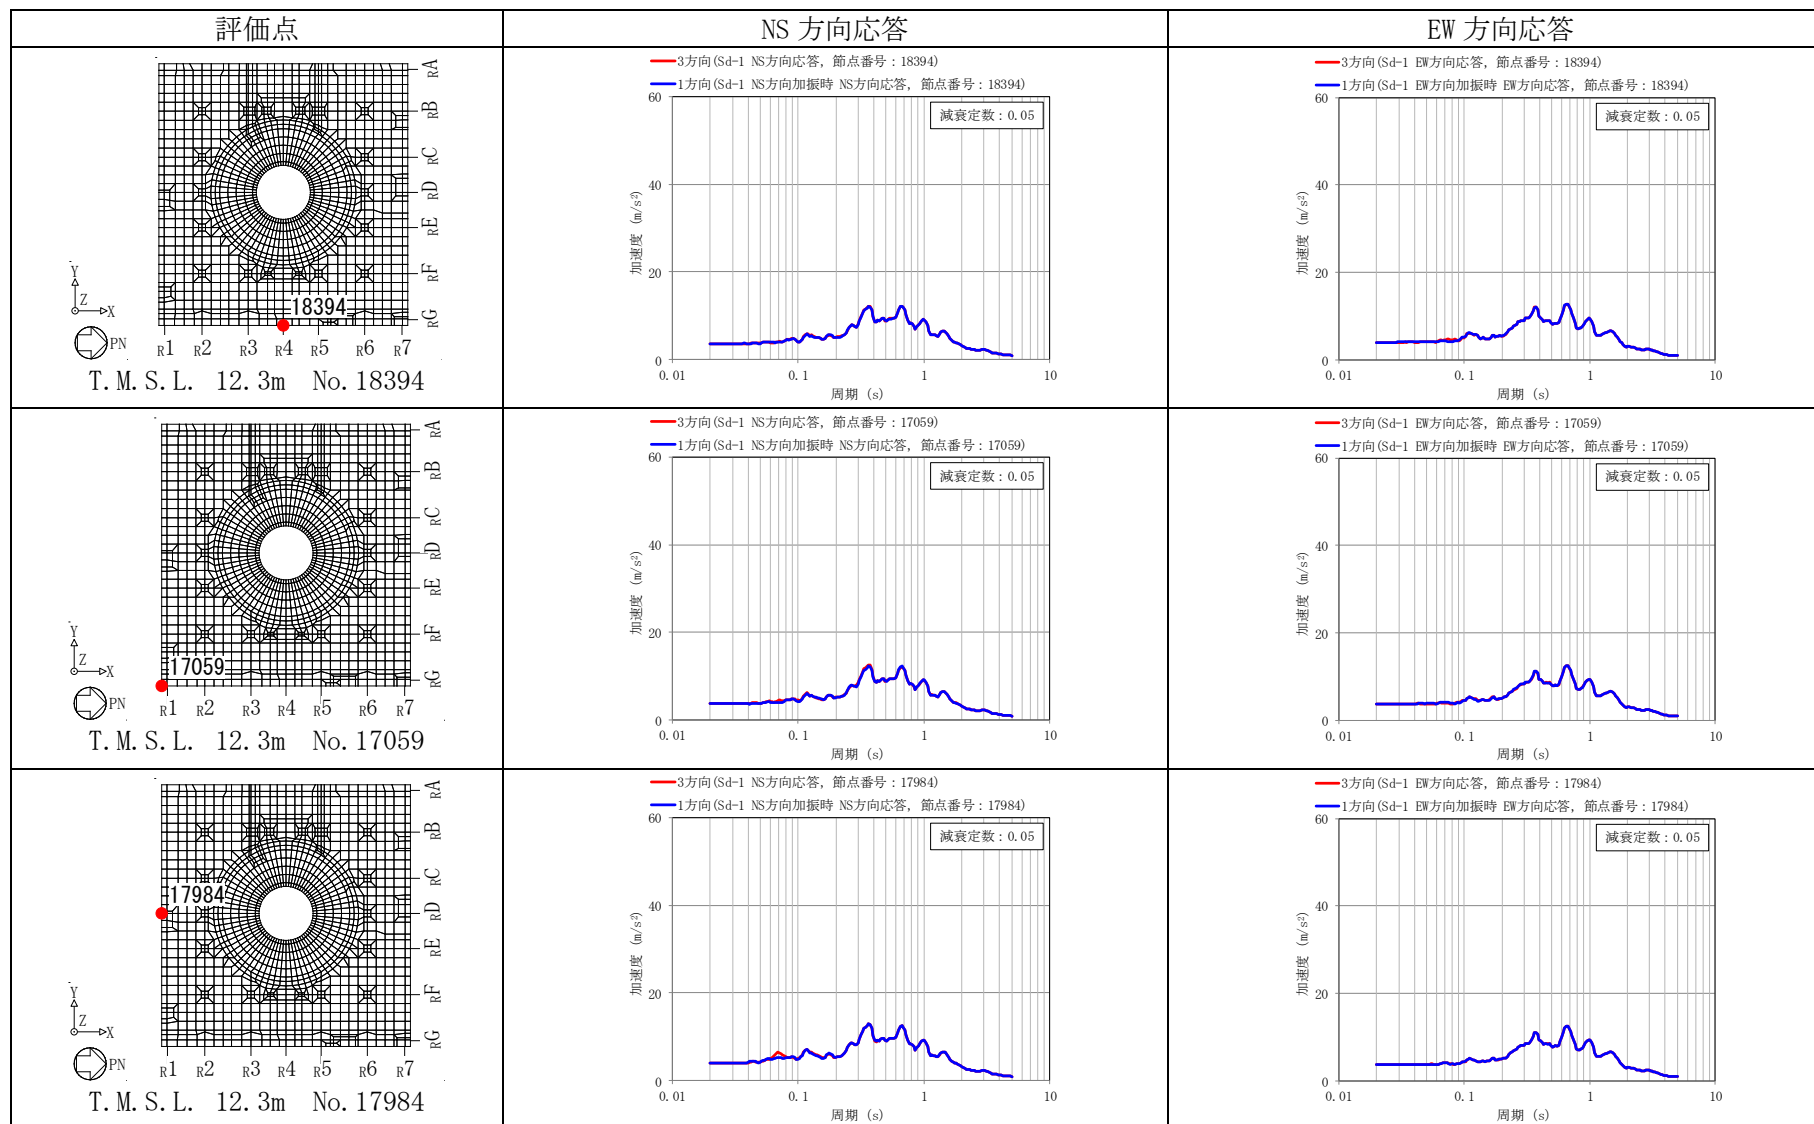 評価点 NS 方向応答 EW 方向応答
RA
RB
RC
RD
RE
RF
RG
18394
Y
Z
X
PN
R1 R2 R3 R4 R5 R6 R7
T.M.S.L. 12.3m No.18394
3方向(Sd-1 NS方向応答, 節点番号:18394)
1方向(Sd-1 NS方向加振時 NS方向応答, 節点番号:18394)
減衰定数:0.05
加速度 (m/s²)
60
40
20
0
0.01 0.1 1 10
周期 (s)
3方向(Sd-1 EW方向応答, 節点番号:18394)
1方向(Sd-1 EW方向加振時 EW方向応答, 節点番号:18394)
減衰定数:0.05
加速度 (m/s²)
60
40
20
0
0.01 0.1 1 10
周期 (s)
RA
RB
RC
RD
RE
RF
RG
17059
Y
Z
X
PN
R1 R2 R3 R4 R5 R6 R7
T.M.S.L. 12.3m No.17059
3方向(Sd-1 NS方向応答, 節点番号:17059)
1方向(Sd-1 NS方向加振時 NS方向応答, 節点番号:17059)
減衰定数:0.05
加速度 (m/s²)
60
40
20
0
0.01 0.1 1 10
周期 (s)
3方向(Sd-1 EW方向応答, 節点番号:17059)
1方向(Sd-1 EW方向加振時 EW方向応答, 節点番号:17059)
減衰定数:0.05
加速度 (m/s²)
60
40
20
0
0.01 0.1 1 10
周期 (s)
RA
RB
RC
RD
RE
RF
RG
17984
Y
Z
X
PN
R1 R2 R3 R4 R5 R6 R7
T.M.S.L. 12.3m No.17984
3方向(Sd-1 NS方向応答, 節点番号:17984)
1方向(Sd-1 NS方向加振時 NS方向応答, 節点番号:17984)
減衰定数:0.05
加速度 (m/s²)
60
40
20
0
0.01 0.1 1 10
周期 (s)
3方向(Sd-1 EW方向応答, 節点番号:17984)
1方向(Sd-1 EW方向加振時 EW方向応答, 節点番号:17984)
減衰定数:0.05
加速度 (m/s²)
60
40
20
0
0.01 0.1 1 10
周期 (s)